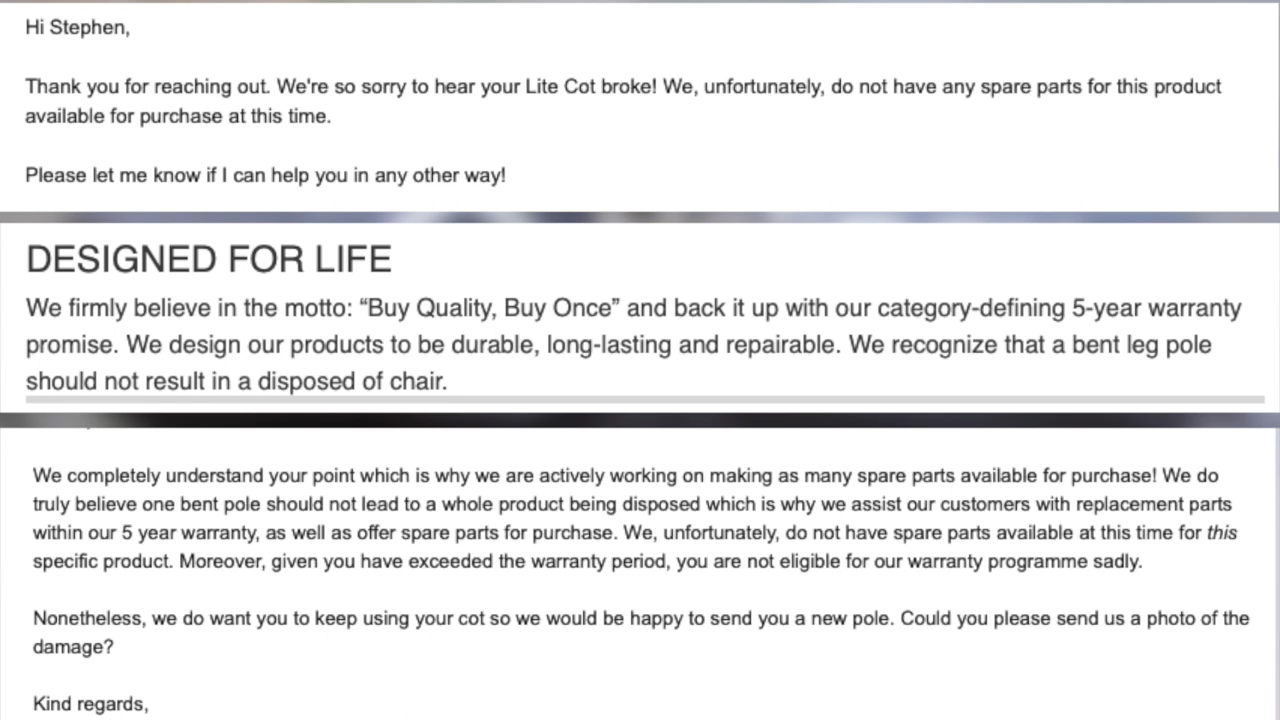 Hi Stephen,
Thank you for reaching out. We're so sorry to hear your Lite Cot broke! We, unfortunately, do not have any spare parts for this product
available for purchase at this time.
Please let me know if I can help you in any other way!
DESIGNED FOR LIFE
We firmly believe in the motto: “Buy Quality, Buy Once” and back it up with our category-defining 5-year warranty
promise. We design our products to be durable, long-lasting and repairable. We recognize that a bent leg pole
should not result in a disposed of chair.
We completely understand your point which is why we are actively working on making as many spare parts available for purchase! We do
truly believe one bent pole should not lead to a whole product being disposed which is why we assist our customers with replacement parts
within our 5 year warranty, as well as offer spare parts for purchase. We, unfortunately, do not have spare parts available at this time for this
specific product. Moreover, given you have exceeded the warranty period, you are not eligible for our warranty programme sadly.
Nonetheless, we do want you to keep using your cot so we would be happy to send you a new pole. Could you please send us a photo of the
damage?
Kind regards,